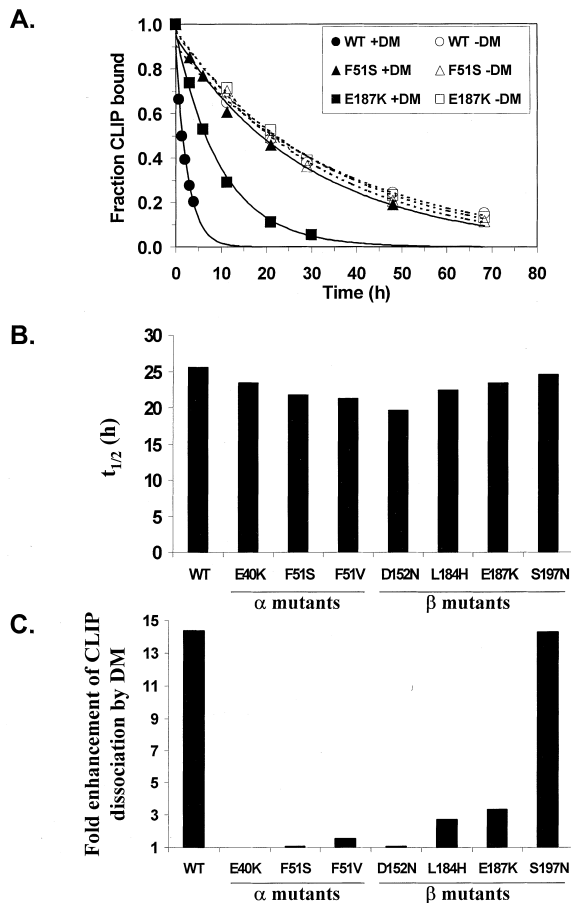 A.
Fraction CLIP bound
1.0
0.8
0.6
0.4
0.2
0.0
WT +DM WT -DM
F51S +DM F51S -DM
E187K +DM E187K -DM
0 10 20 30 40 50 60 70 80
Time (h)
B.
t1/2 (h)
30
25
20
15
10
5
0
WT E40K F51S F51V D152N L184H E187K S197N
α mutants β mutants
C.
Fold enhancement of CLIP
dissociation by DM
15
13
11
9
7
5
3
1
WT E40K F51S F51V D152N L184H E187K S197N
α mutants β mutants